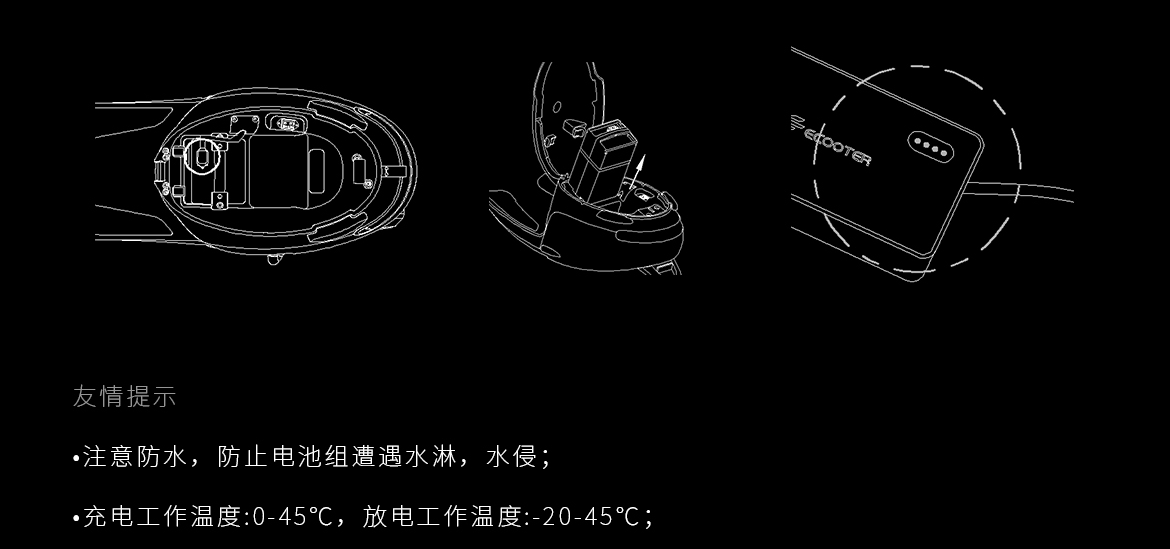 ECOOTER
友情提示
•注意防水，防止电池组遭遇水淋，水侵；
•充电工作温度:0-45℃，放电工作温度:-20-45℃；